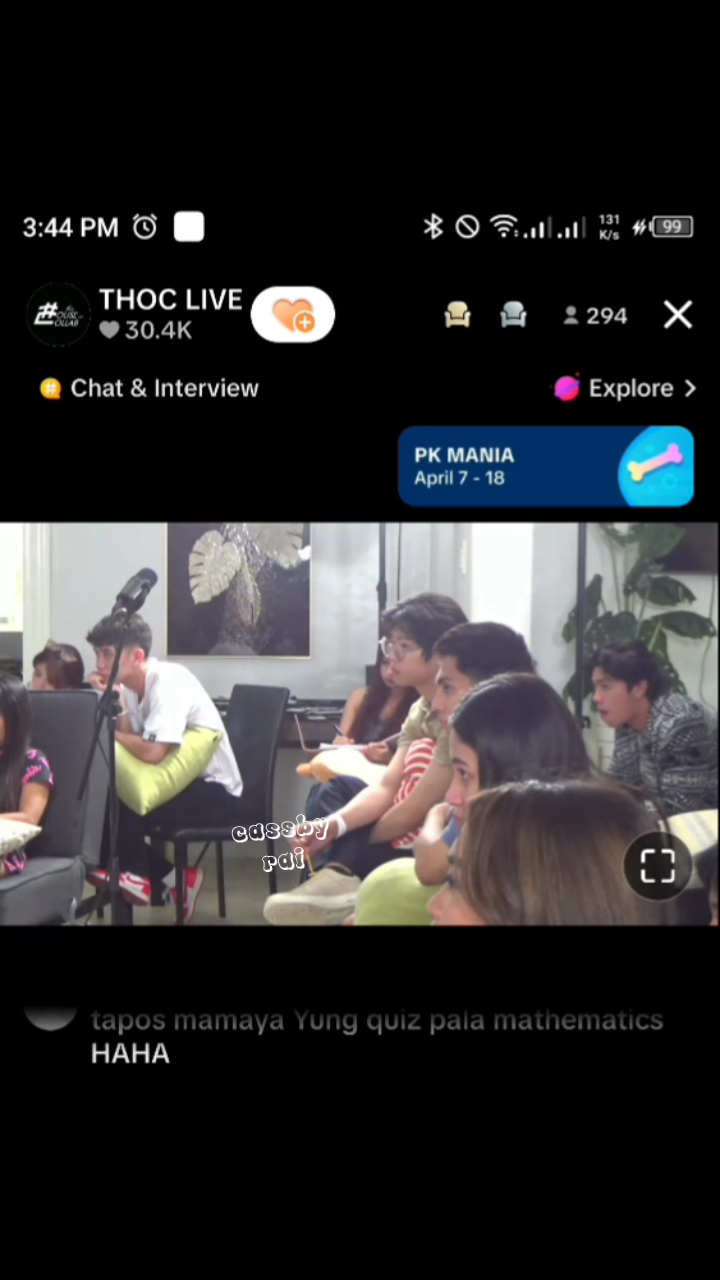 3:44 PM
131
K/s
99
THOC LIVE
30.4K
294
# Chat & Interview
Explore >
PK MANIA
April 7 - 18
cassby
rai
tapos mamaya Yung quiz pala mathematics
HAHA